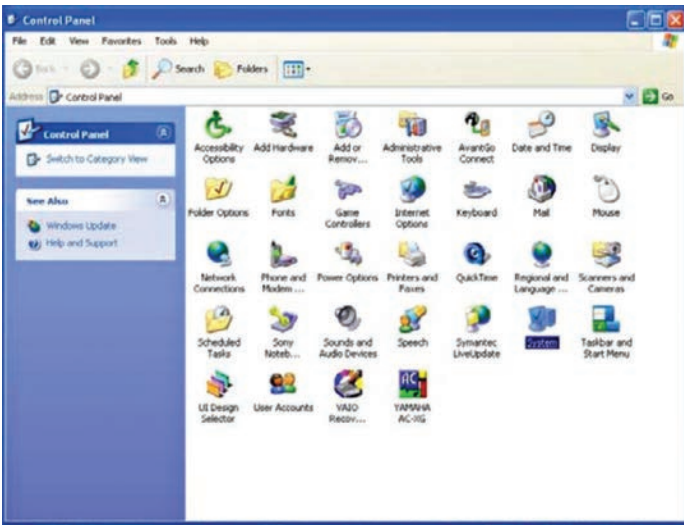 Control Panel
File Edit View Favorites Tools Help
Back Search Folders
Address Control Panel Go
Control Panel
Switch to Category View
See Also
Windows Update
Help and Support
Accessibility Options
Add Hardware
Add or Remov...
Administrative Tools
AvantGo Connect
Date and Time
Display
Folder Options
Fonts
Game Controllers
Internet Options
Keyboard
Mail
Mouse
Network Connections
Phone and Modem ...
Power Options
Printers and Faxes
QuickTime
Regional and Language ...
Scanners and Cameras
Scheduled Tasks
Sony Noteb...
Sounds and Audio Devices
Speech
Symantec LiveUpdate
System
Taskbar and Start Menu
UI Design Selector
User Accounts
VAIO Recov...
AC
XG
YAMAHA AC-XG